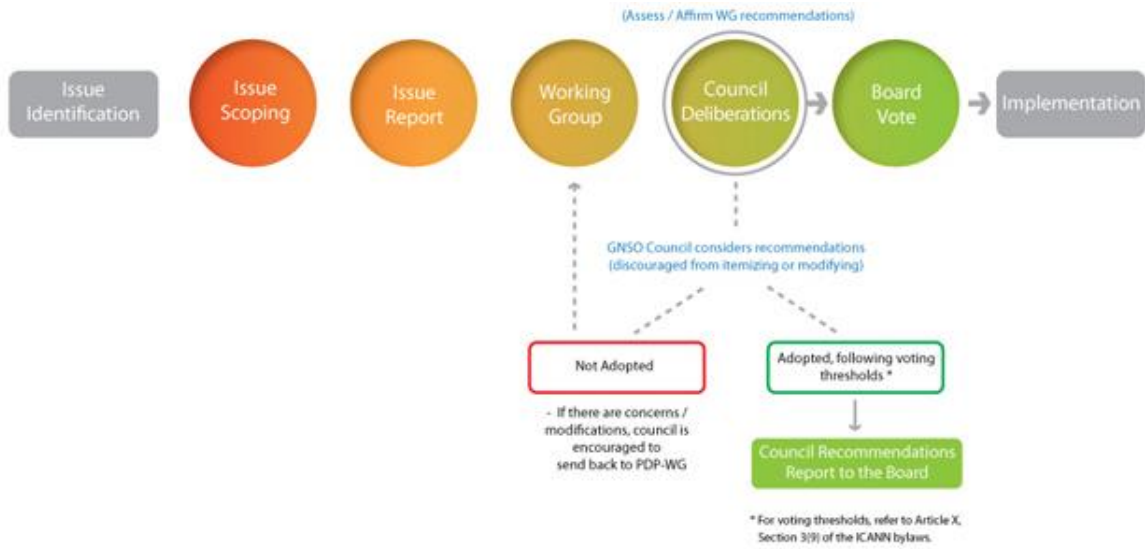 (Assess / Affirm WG recommendations)
Issue
Identification
Issue
Scoping
Issue
Report
Working
Group
Council
Deliberations
Board
Vote
Implementation
GNSO Council considers recommendations
(discouraged from itemizing or modifying)
Not Adopted
- If there are concerns /
modifications, council is
encouraged to
send back to PDP-WG
Adopted, following voting
thresholds *
Council Recommendations
Report to the Board
* For voting thresholds, refer to Article X,
Section 3(9) of the ICANN bylaws.